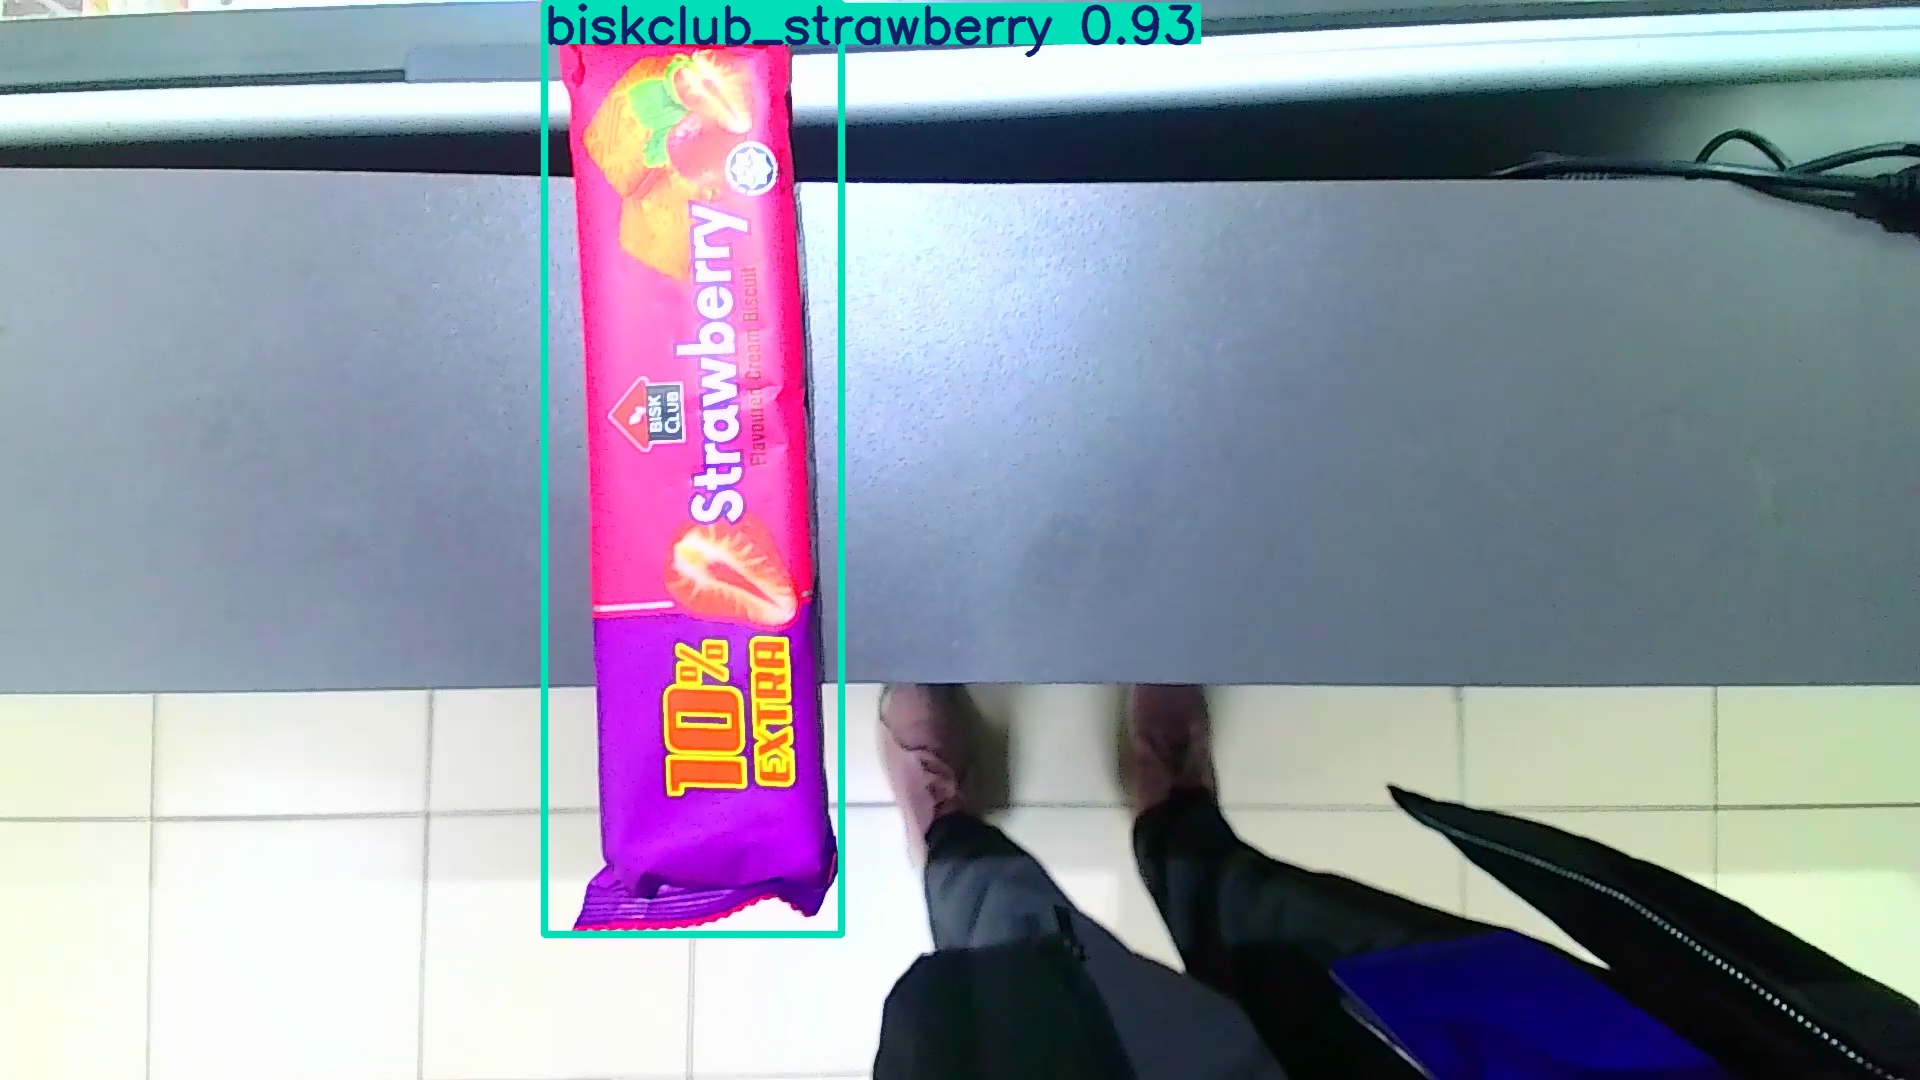 biskclub_strawberry 0.93
BISK
CLUB
Strawberry
Flavoured Cream Biscuit
10%
EXTRA